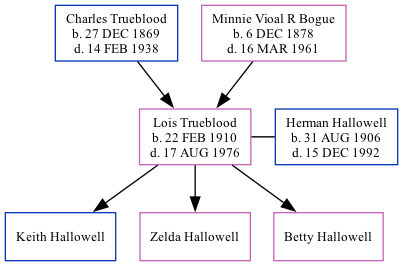 Charles Trueblood
b. 27 DEC 1869
d. 14 FEB 1938
Minnie Vioal R Bogue
b. 6 DEC 1878
d. 16 MAR 1961
Lois Trueblood
b. 22 FEB 1910
d. 17 AUG 1976
Herman Hallowell
b. 31 AUG 1906
d. 15 DEC 1992
Keith Hallowell
Zelda Hallowell
Betty Hallowell